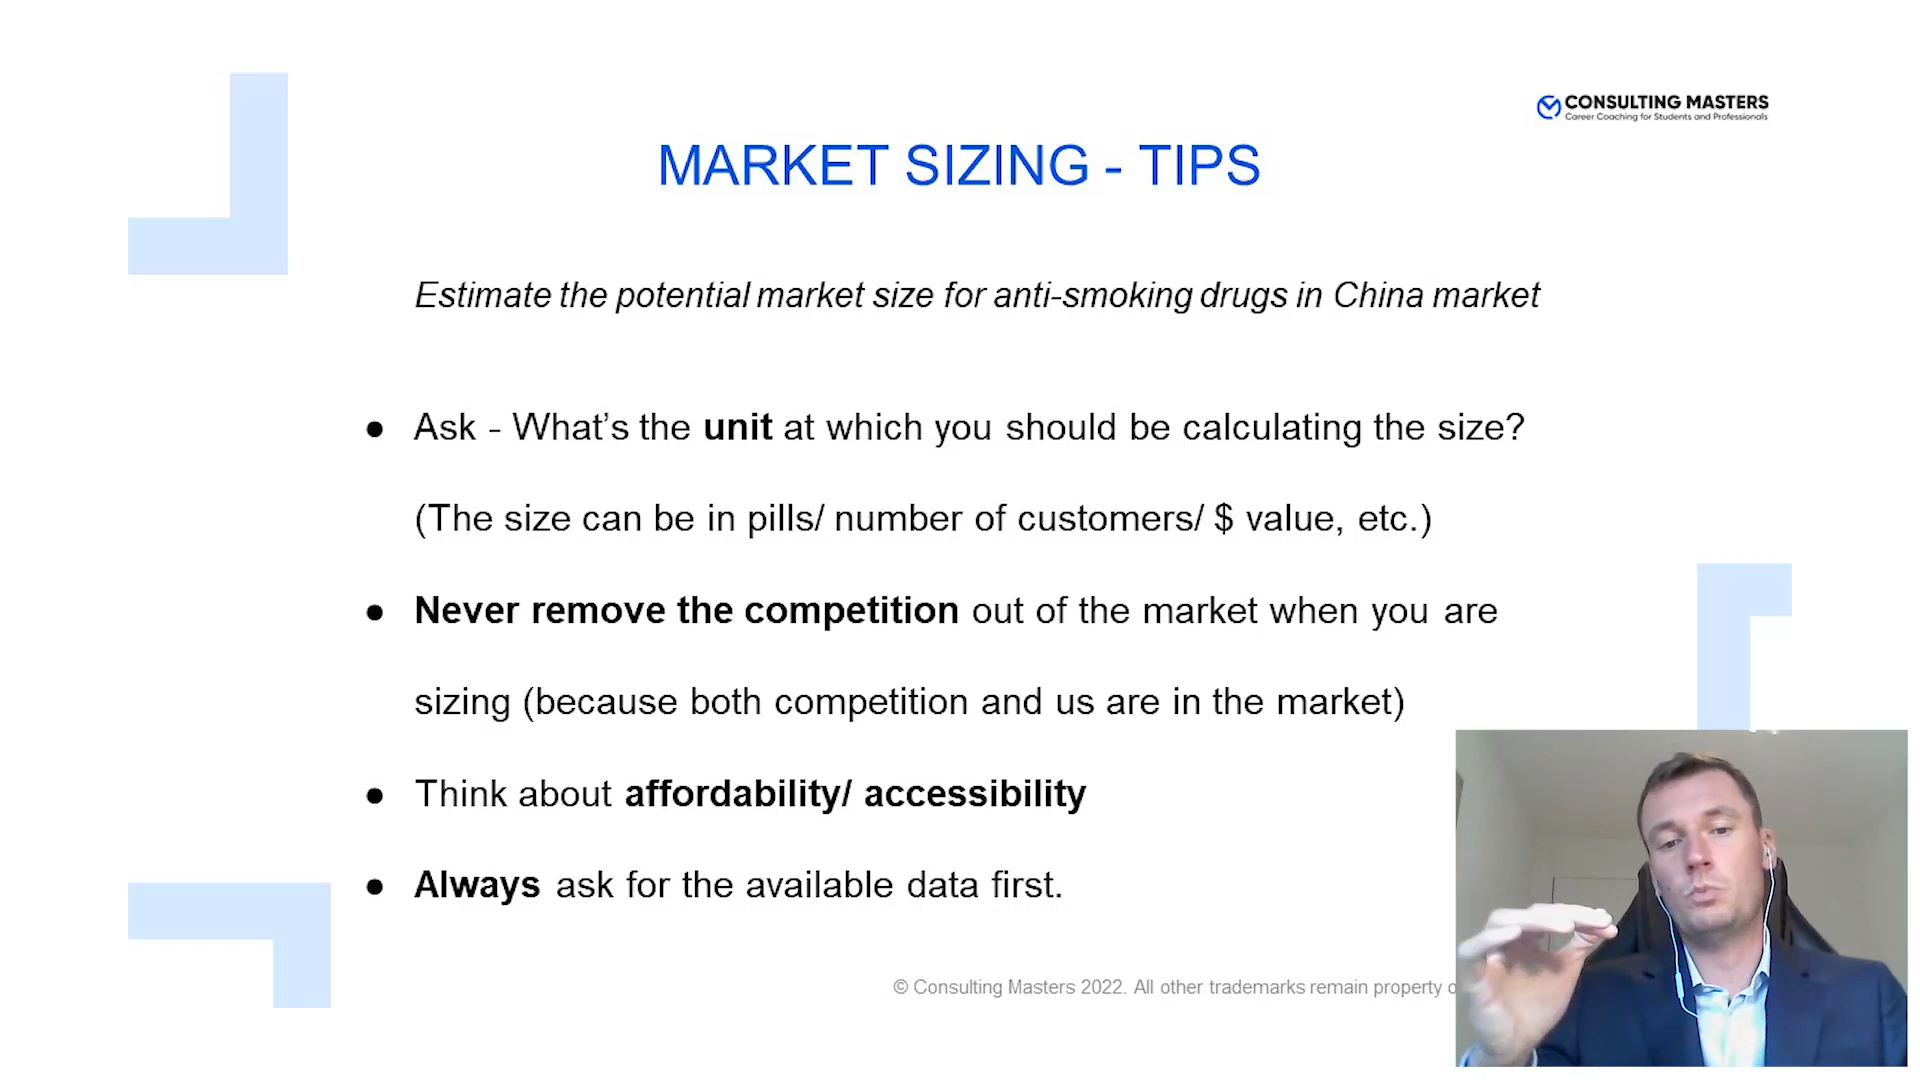 CONSULTING MASTERS
Career Coaching for Students and Professionals
MARKET SIZING - TIPS
Estimate the potential market size for anti-smoking drugs in China market
● Ask - What’s the unit at which you should be calculating the size?
(The size can be in pills/ number of customers/ $ value, etc.)
● Never remove the competition out of the market when you are
sizing (because both competition and us are in the market)
● Think about affordability/ accessibility
● Always ask for the available data first.
© Consulting Masters 2022. All other trademarks remain property